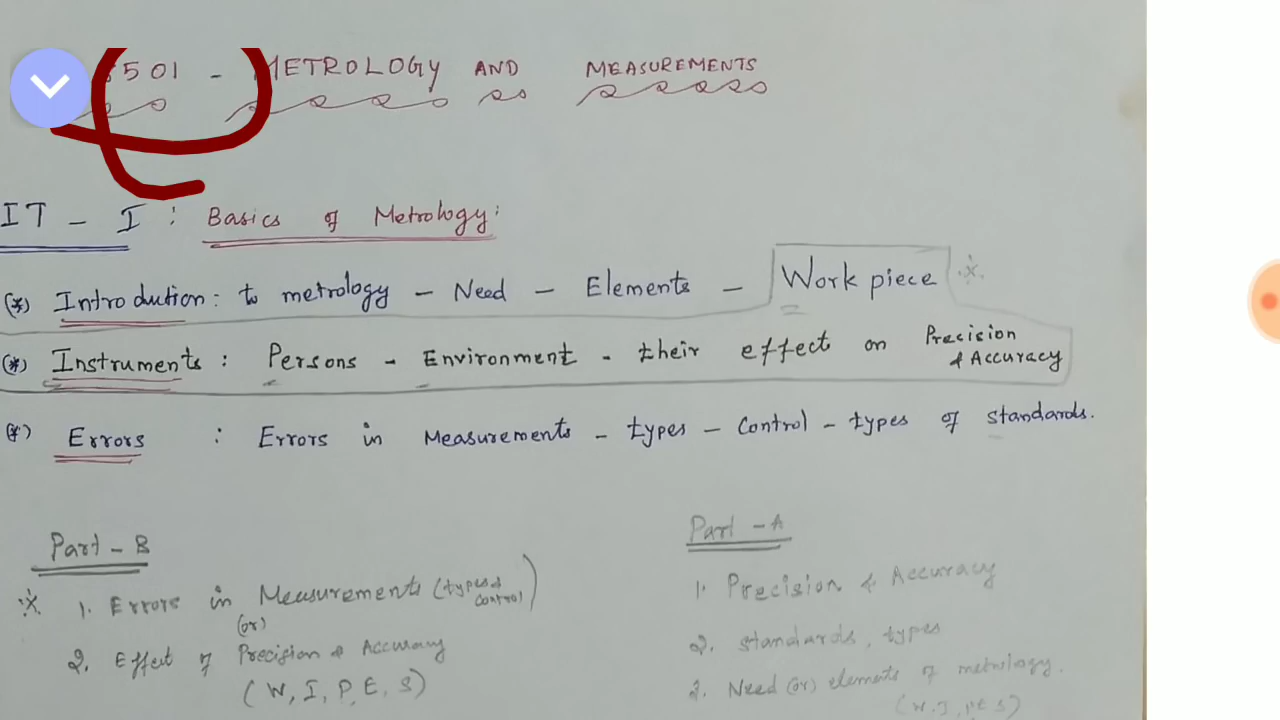 501 - METROLOGY AND MEASUREMENTS
IT - I : Basics of Metrology:
(*) Introdution: to metrology - Need - Elements - Work piece
(*) Instruments : Persons - Environment - their effect on Precision & Accuracy
(*) Errors : Errors in Measurements - types - Control - types of standards.
Part - B
1. Errors in Measurements (types & control)
(or)
2. Effect of Precision & Accuracy
(W, I, P, E, S)
Part - A
1. Precision & Accuracy
2. standards, types
2. Need (or) elements of metrology.
(W.I, P E S)